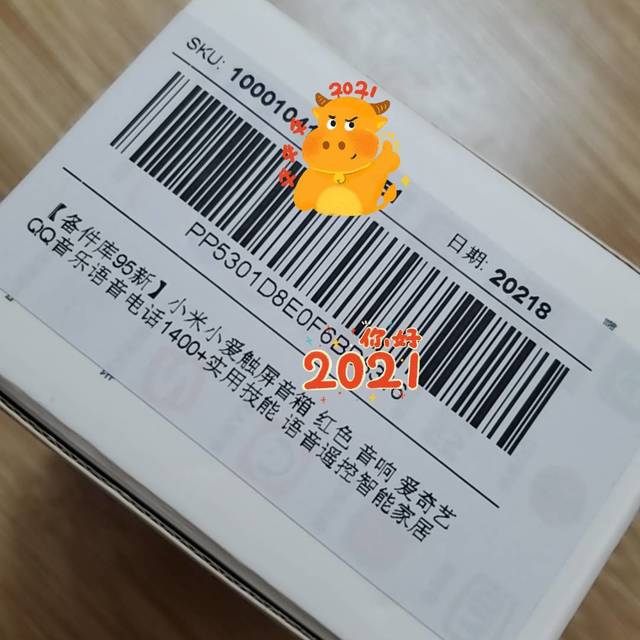 SKU: 1000104
2021
日期: 20218
PP5301D8E0F6B
你好
2021
【备件库95新】小米小爱触屏音箱 红色 音响 爱奇艺
QQ音乐语音电话1400+实用技能 语音遥控智能家居